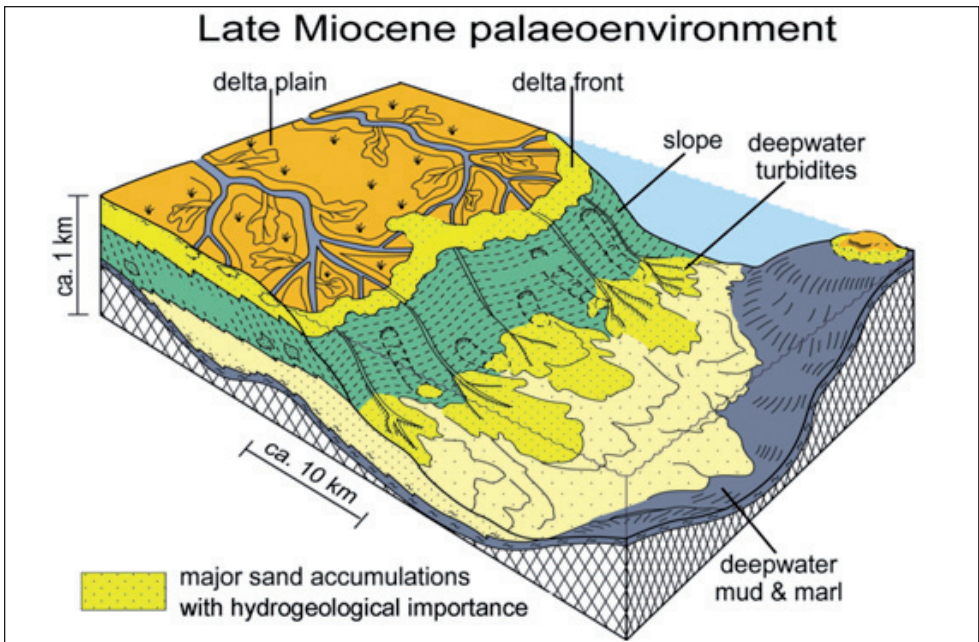 Late Miocene palaeoenvironment
delta plain
delta front
slope
deepwater
turbidites
ca. 1 km
ca. 10 km
deepwater
mud & marl
major sand accumulations
with hydrogeological importance